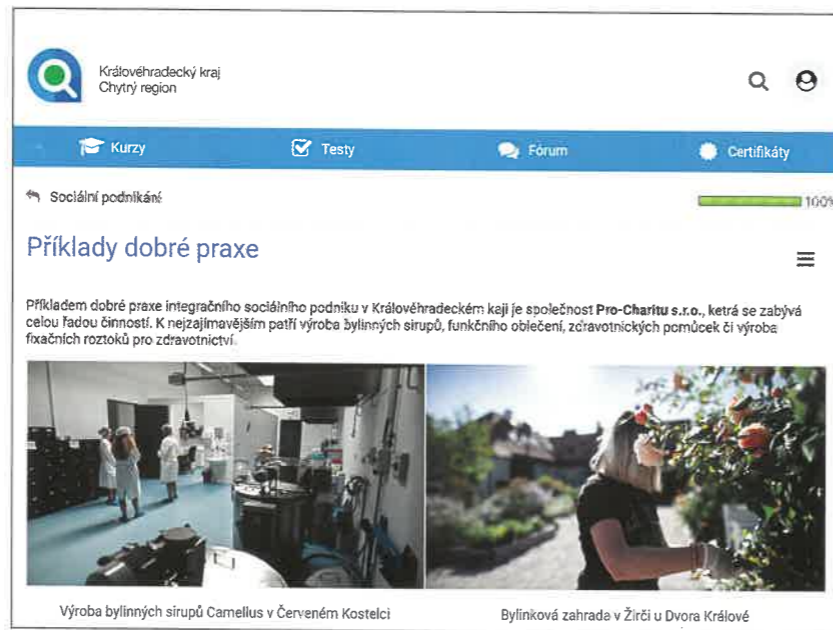 Královéhradecký kraj
Chytrý region
Kurzy
Testy
Fórum
Certifikáty
Sociální podnikání
100%
Příklady dobré praxe
Příkladem dobré praxe integračního sociálního podniku v Královéhradeckém kaji je společnost Pro-Charitu s.r.o., ketrá se zabývá
celou řadou činností. K nejzajímavějším patří výroba bylinných sirupů, funkčního oblečení, zdravotnických pomůcek či výroba
fixačních roztoků pro zdravotnictví.
Výroba bylinných sirupů Camellus v Červeném Kostelci
Bylinková zahrada v Žirči u Dvora Králové